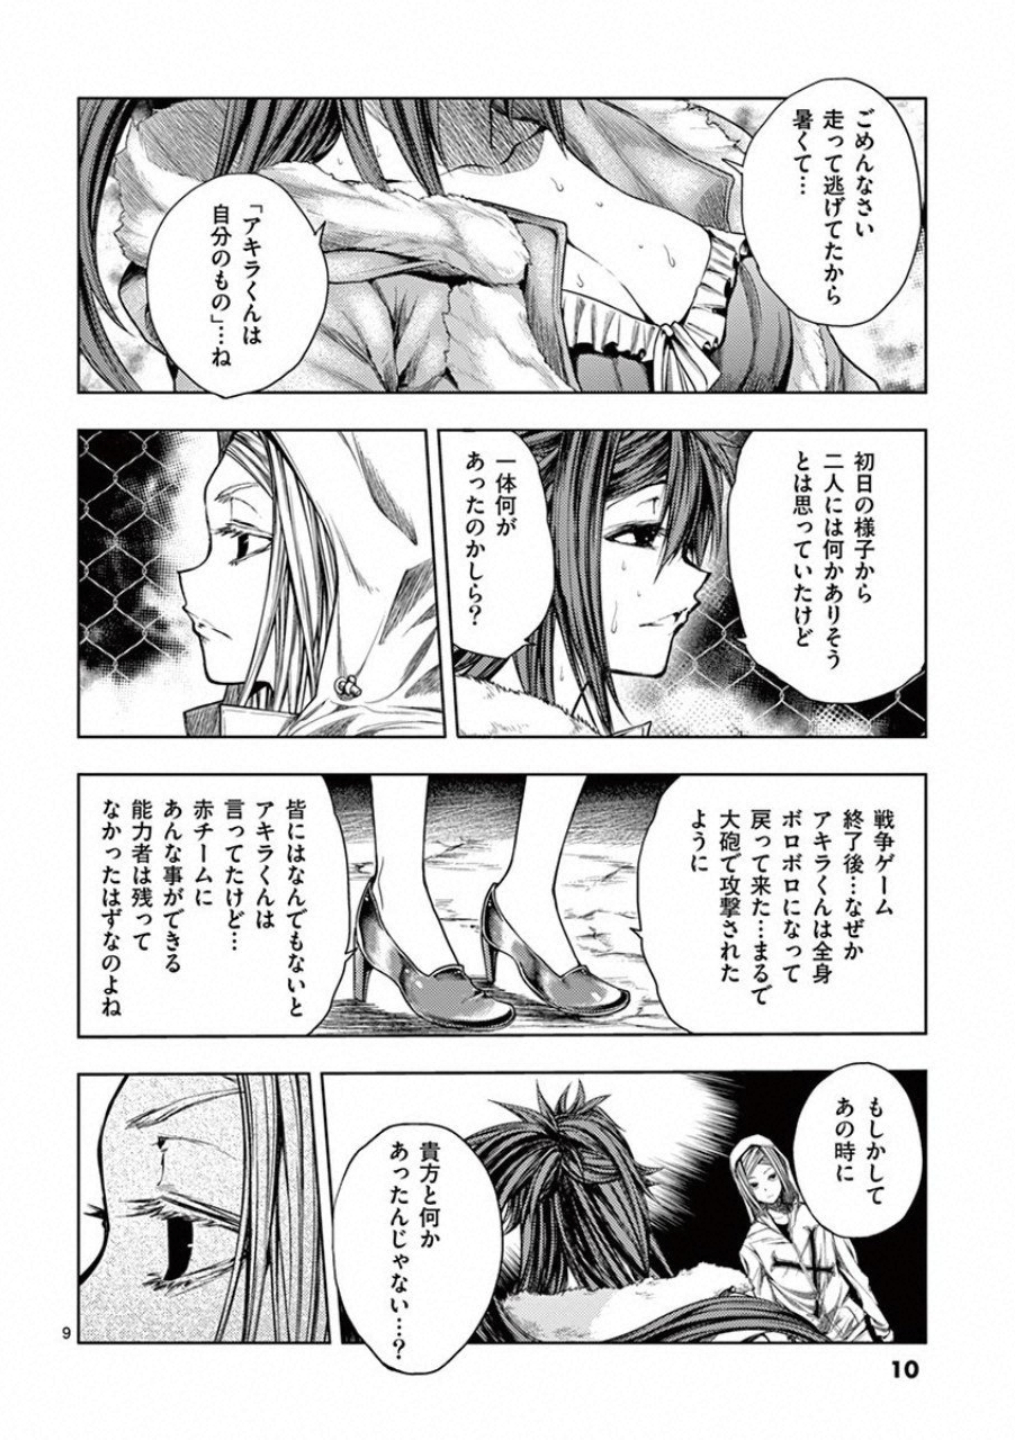 ごめんなさい
走って逃げてたから
暑くて…
「アキラくんは
自分のもの」…ね
初日の様子から
二人には何かありそう
とは思っていたけど
一体何が
あったのかしら？
戦争ゲーム
終了後…なぜか
アキラくんは全身
ボロボロになって
戻って来た…まるで
大砲で攻撃された
ように
皆にはなんでもないと
アキラくんは
言ってたけど…
赤チームに
あんな事ができる
能力者は残って
なかったはずなのよね
もしかして
あの時に
貴方と何か
あったんじゃない…？
9
10